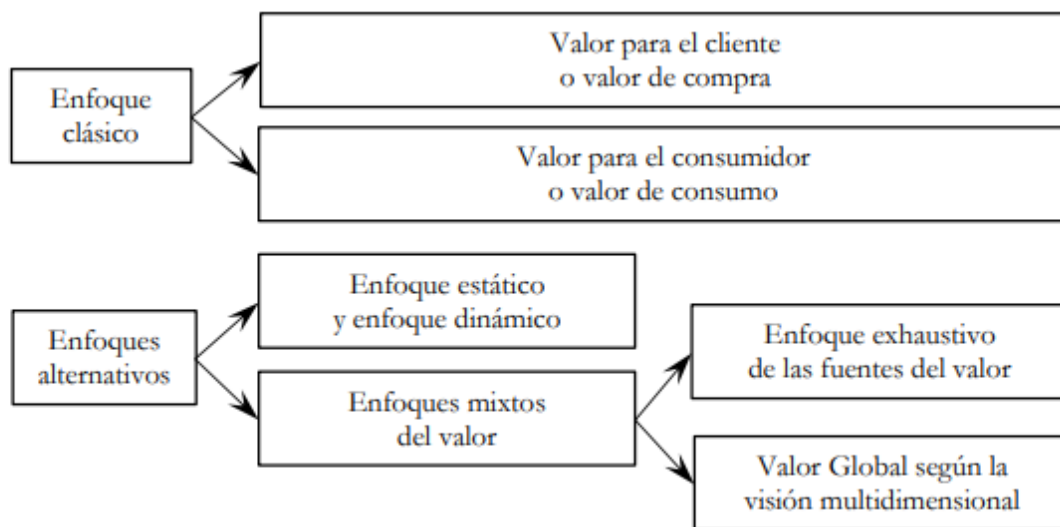 Enfoque
clásico
Valor para el cliente
o valor de compra
Valor para el consumidor
o valor de consumo
Enfoques
alternativos
Enfoque estático
y enfoque dinámico
Enfoques mixtos
del valor
Enfoque exhaustivo
de las fuentes del valor
Valor Global según la
visión multidimensional